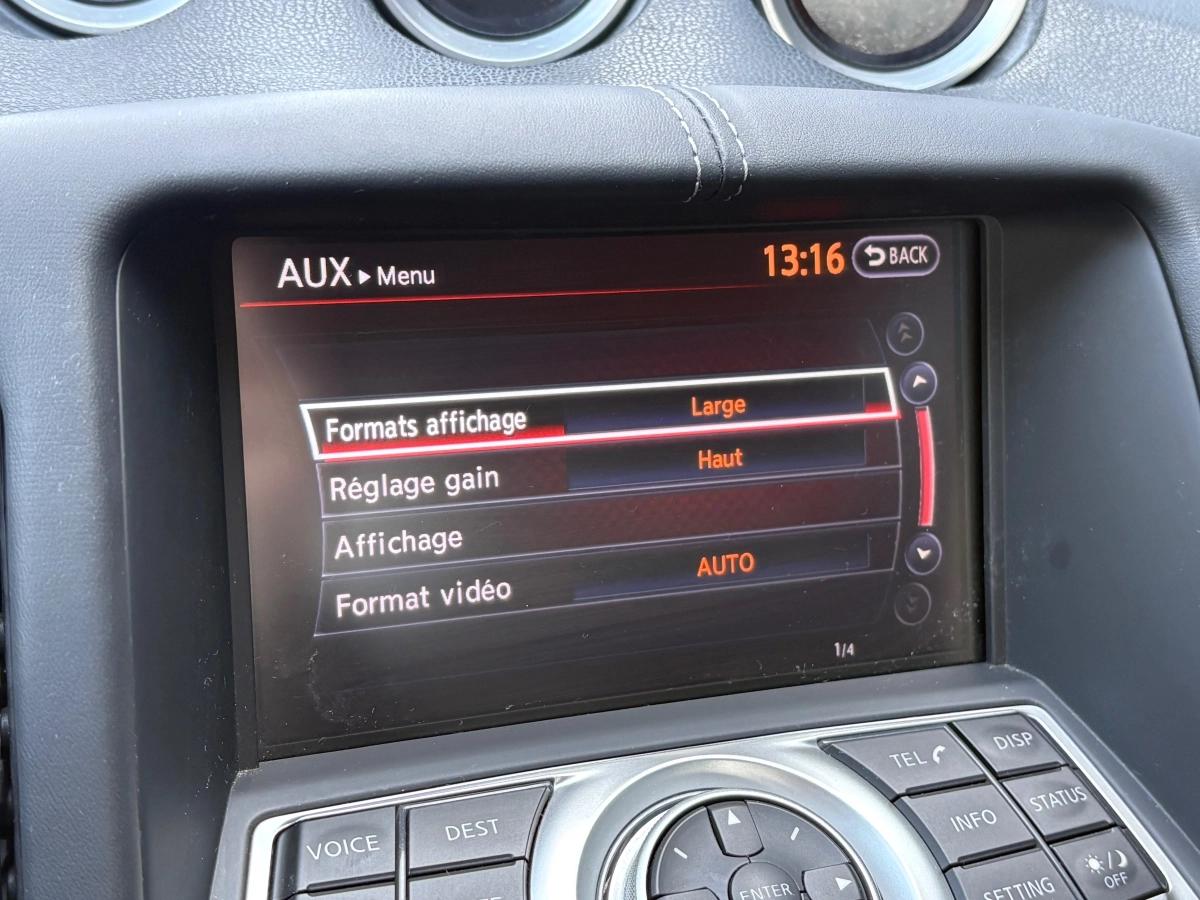 AUX ▸ Menu
13:16
BACK
Formats affichage Large
Réglage gain Haut
Affichage
Format vidéo AUTO
1/4
TEL
DISP
VOICE
DEST
INFO
STATUS
ENTER
SETTING
OFF